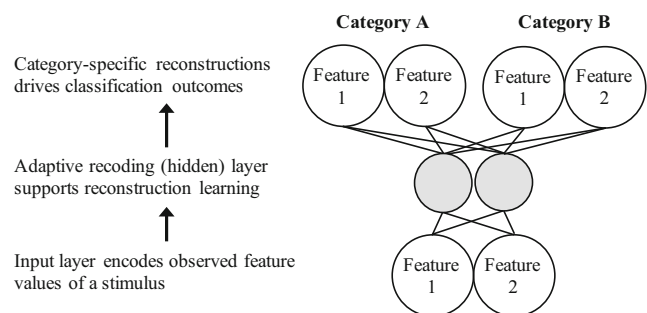 Category A
Category B
Category-specific reconstructions
drives classification outcomes
Feature
1
Feature
2
Feature
1
Feature
2
Adaptive recoding (hidden) layer
supports reconstruction learning
Input layer encodes observed feature
values of a stimulus
Feature
1
Feature
2